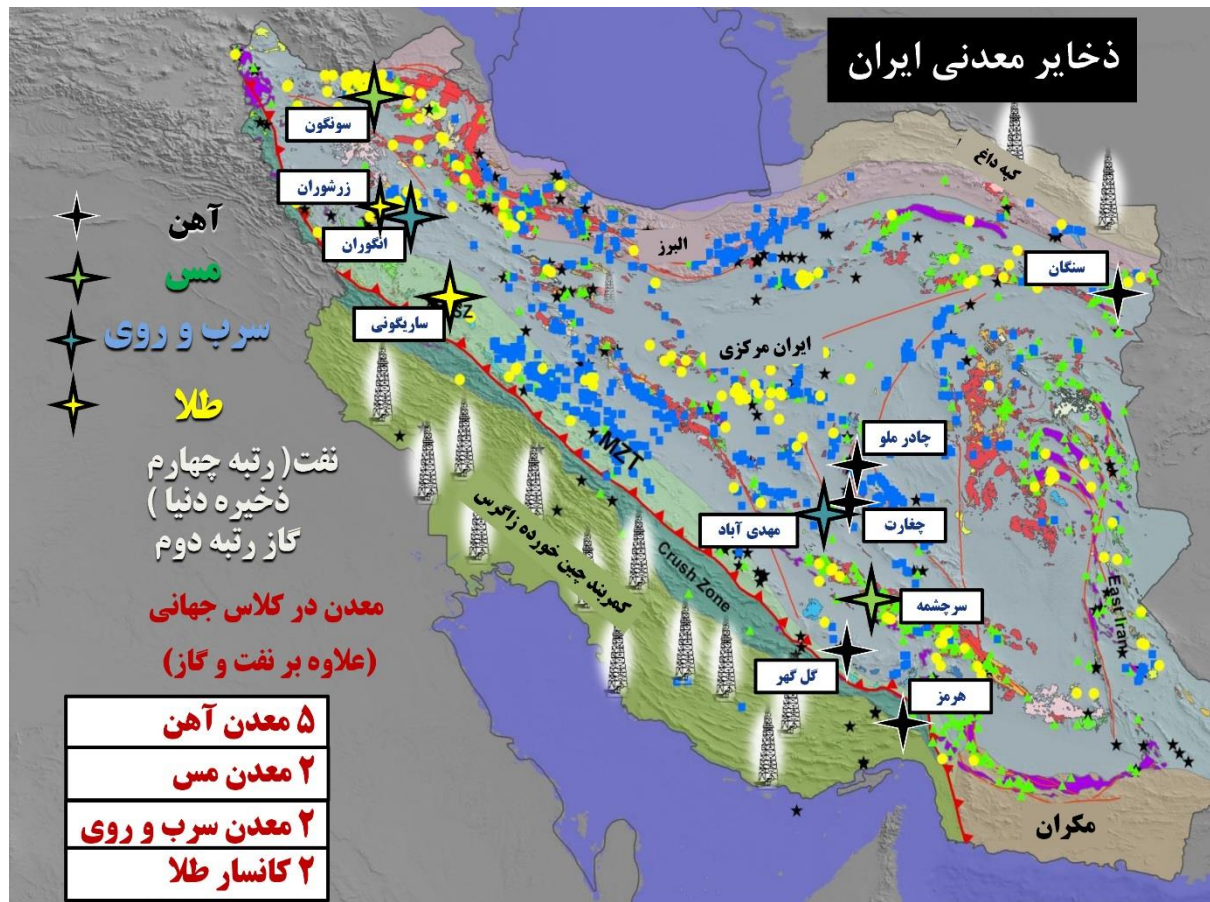 ذخایر معدنی ایران
کپه داغ
سونگون
زرشوران
انگوران
البرز
سنگان
آهن
مس
سرب و روی
طلا
ساریگونی
SZ
ایران مرکزی
چادر ملو
MZT
مهدی آباد
چغارت
نفت( رتبه چهارم
ذخیره دنیا )
گاز رتبه دوم
کمربند چین خورده زاگرس
Crush Zone
سرچشمه
East Iran
معدن در کلاس جهانی
(علاوه بر نفت و گاز)
گل گهر
هرمز
۵ معدن آهن
۲ معدن مس
۲ معدن سرب و روی
۲ کانسار طلا
مکران